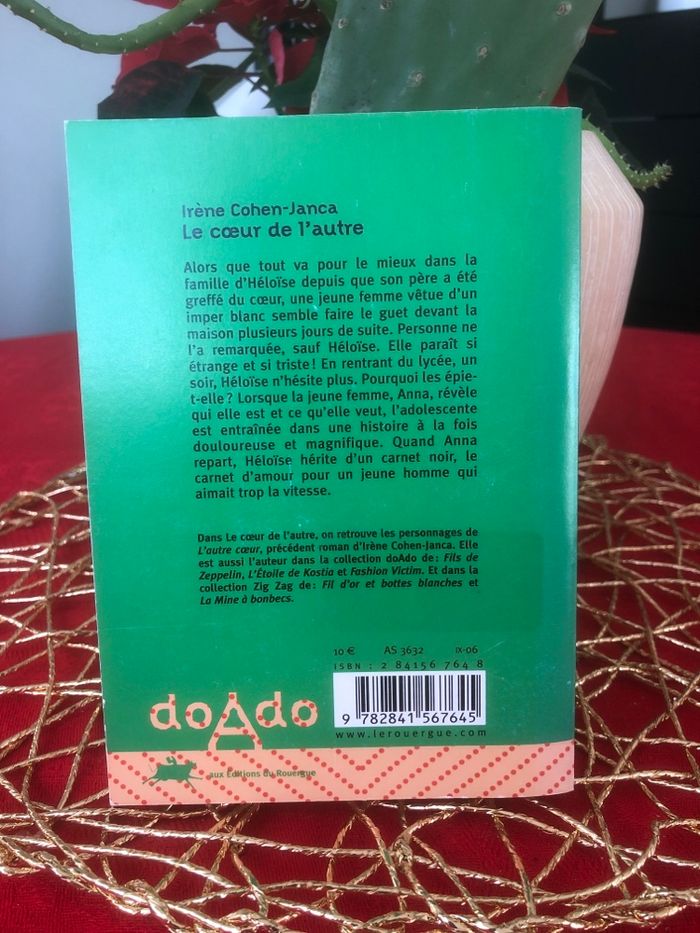 Irène Cohen-Janca
Le cœur de l'autre
Alors que tout va pour le mieux dans la
famille d'Héloïse depuis que son père a été
greffé du cœur, une jeune femme vêtue d'un
imper blanc semble faire le guet devant la
maison plusieurs jours de suite. Personne ne
l'a remarquée, sauf Héloïse. Elle paraît si
étrange et si triste ! En rentrant du lycée, un
soir, Héloïse n'hésite plus. Pourquoi les épie-
t-elle ? Lorsque la jeune femme, Anna, révèle
qui elle est et ce qu'elle veut, l'adolescente
est entraînée dans une histoire à la fois
douloureuse et magnifique. Quand Anna
repart, Héloïse hérite d'un carnet noir, le
carnet d'amour pour un jeune homme qui
aimait trop la vitesse.
Dans Le cœur de l'autre, on retrouve les personnages de
L'autre cœur, précédent roman d'Irène Cohen-Janca. Elle
est aussi l'auteur dans la collection doAdo de : Fils de
Zeppelin, L'Étoile de Kostia et Fashion Victim. Et dans la
collection Zig Zag de : Fil d'or et bottes blanches et
La Mine à bonbecs.
10 € AS 3632 IX-06
ISBN : 2 84156 764 8
9 782841 567645
www.lerouergue.com
doAdo
aux Éditions du Rouergue